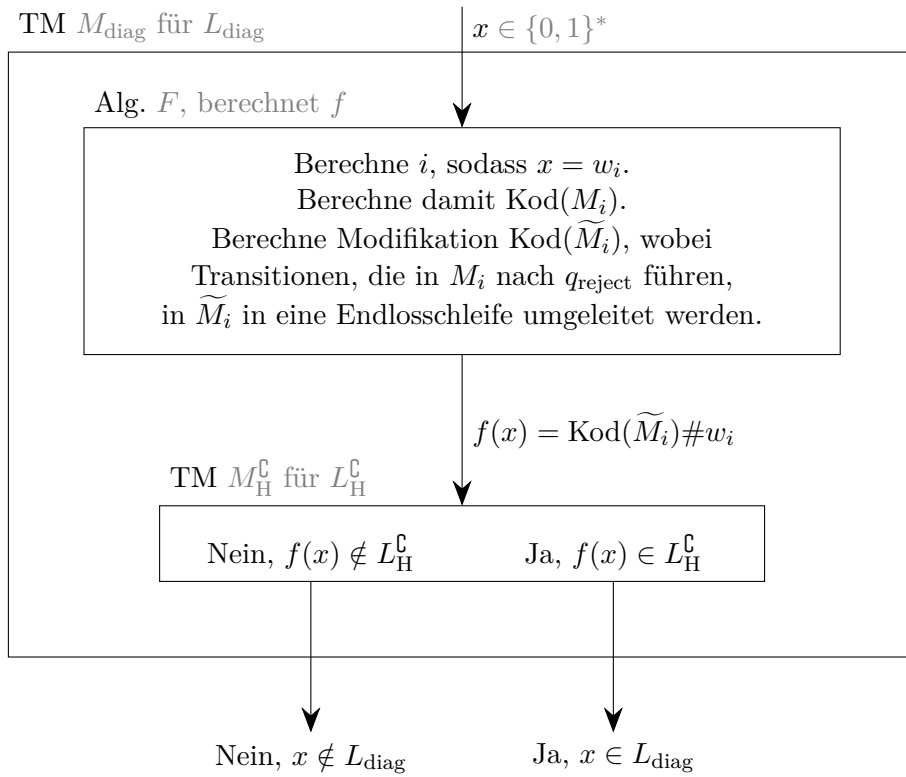 TM M_diag für L_diag
x ∈ {0, 1}*
Alg. F, berechnet f
Berechne i, sodass x = w_i.
Berechne damit Kod(M_i).
Berechne Modifikation Kod(M̃_i), wobei
Transitionen, die in M_i nach q_reject führen,
in M̃_i in eine Endlosschleife umgeleitet werden.
f(x) = Kod(M̃_i)#w_i
TM M_H^∁ für L_H^∁
Nein, f(x) ∉ L_H^∁ Ja, f(x) ∈ L_H^∁
Nein, x ∉ L_diag Ja, x ∈ L_diag